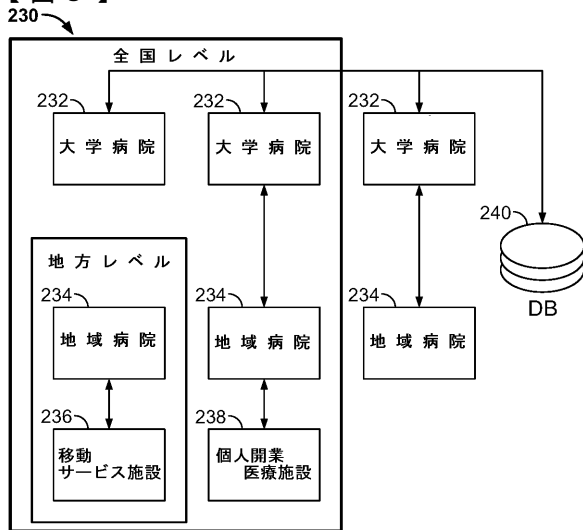 230
全国レベル
232
232
232
大学病院
大学病院
大学病院
240
DB
地方レベル
234
234
234
地域病院
地域病院
地域病院
236
238
移動
サービス施設
個人開業
医療施設